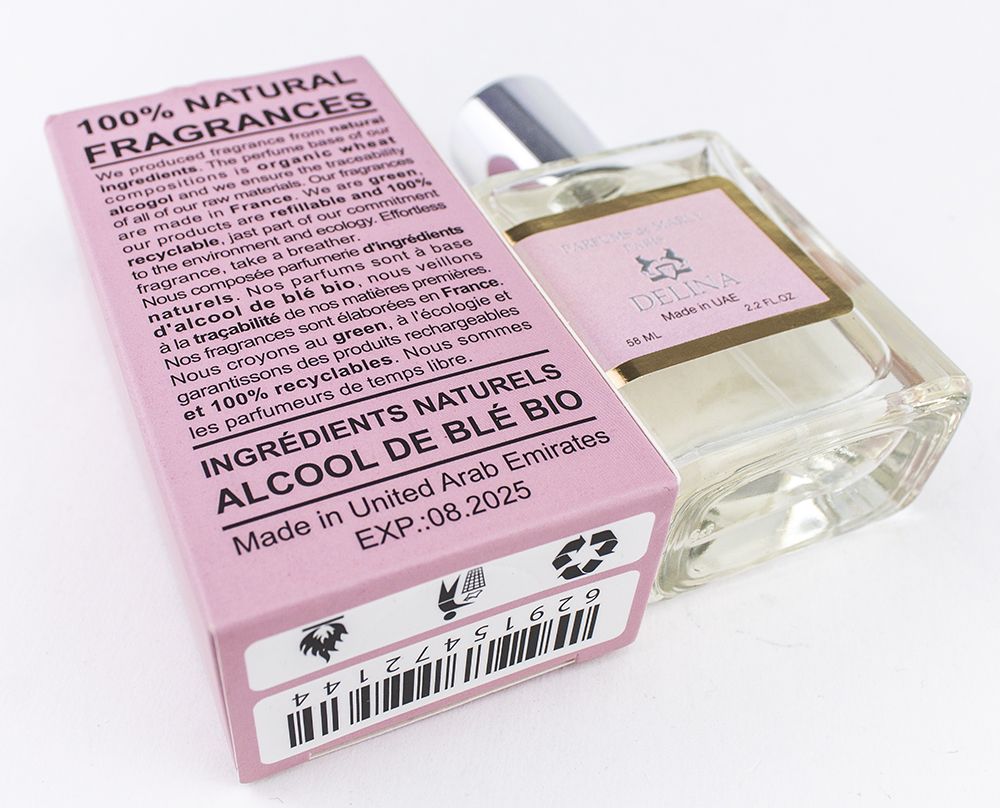 100% NATURAL
FRAGRANCES
We produced fragrance from natural
ingredients. The perfume base of our
compositions is organic wheat
alcogol and we ensure the traceability
of all of our raw materials. Our fragrances
are made in France. We are green,
our products are refillable and 100%
recyclable, jast part of our commitment
to the environment and ecology. Effortless
fragrance, take a breather.
Nous composée parfumerie d'ingrédients
naturels. Nos parfums sont à base
d'alcool de blé bio, nous veillons
à la traçabilité de nos matières premières.
Nos fragrances sont élaborées en France.
Nous croyons au green, à l'écologie et
garantissons des produits rechargeables
et 100% recyclables. Nous sommes
les parfumeurs de temps libre.
INGRÉDIENTS NATURELS
ALCOOL DE BLÉ BIO
Made in United Arab Emirates
EXP.:08.2025
6291547214 4
PARFUMS de MARLY
PARIS
DELINA
Made in UAE
58 ML 2.2 FL.OZ